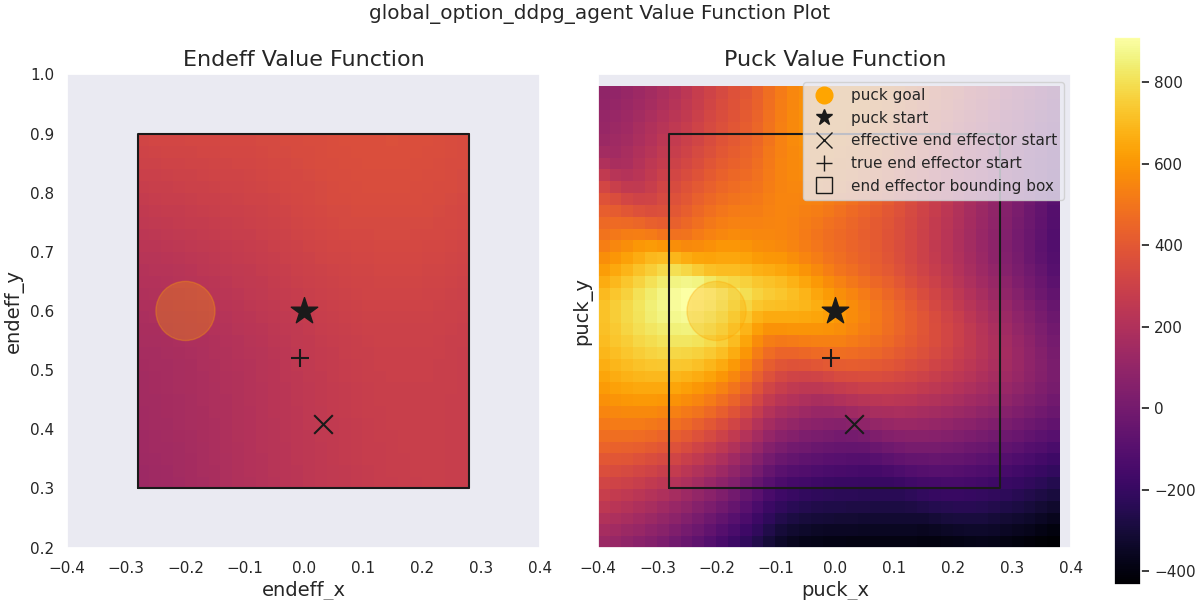 global_option_ddpg_agent Value Function Plot
Endeff Value Function
1.0
0.9
0.8
0.7
0.6
0.5
0.4
0.3
0.2
endeff_y
−0.4 −0.3 −0.2 −0.1 0.0 0.1 0.2 0.3 0.4
endeff_x
Puck Value Function
puck goal
puck start
effective end effector start
true end effector start
end effector bounding box
puck_y
−0.4 −0.3 −0.2 −0.1 0.0 0.1 0.2 0.3 0.4
puck_x
800
600
400
200
0
−200
−400